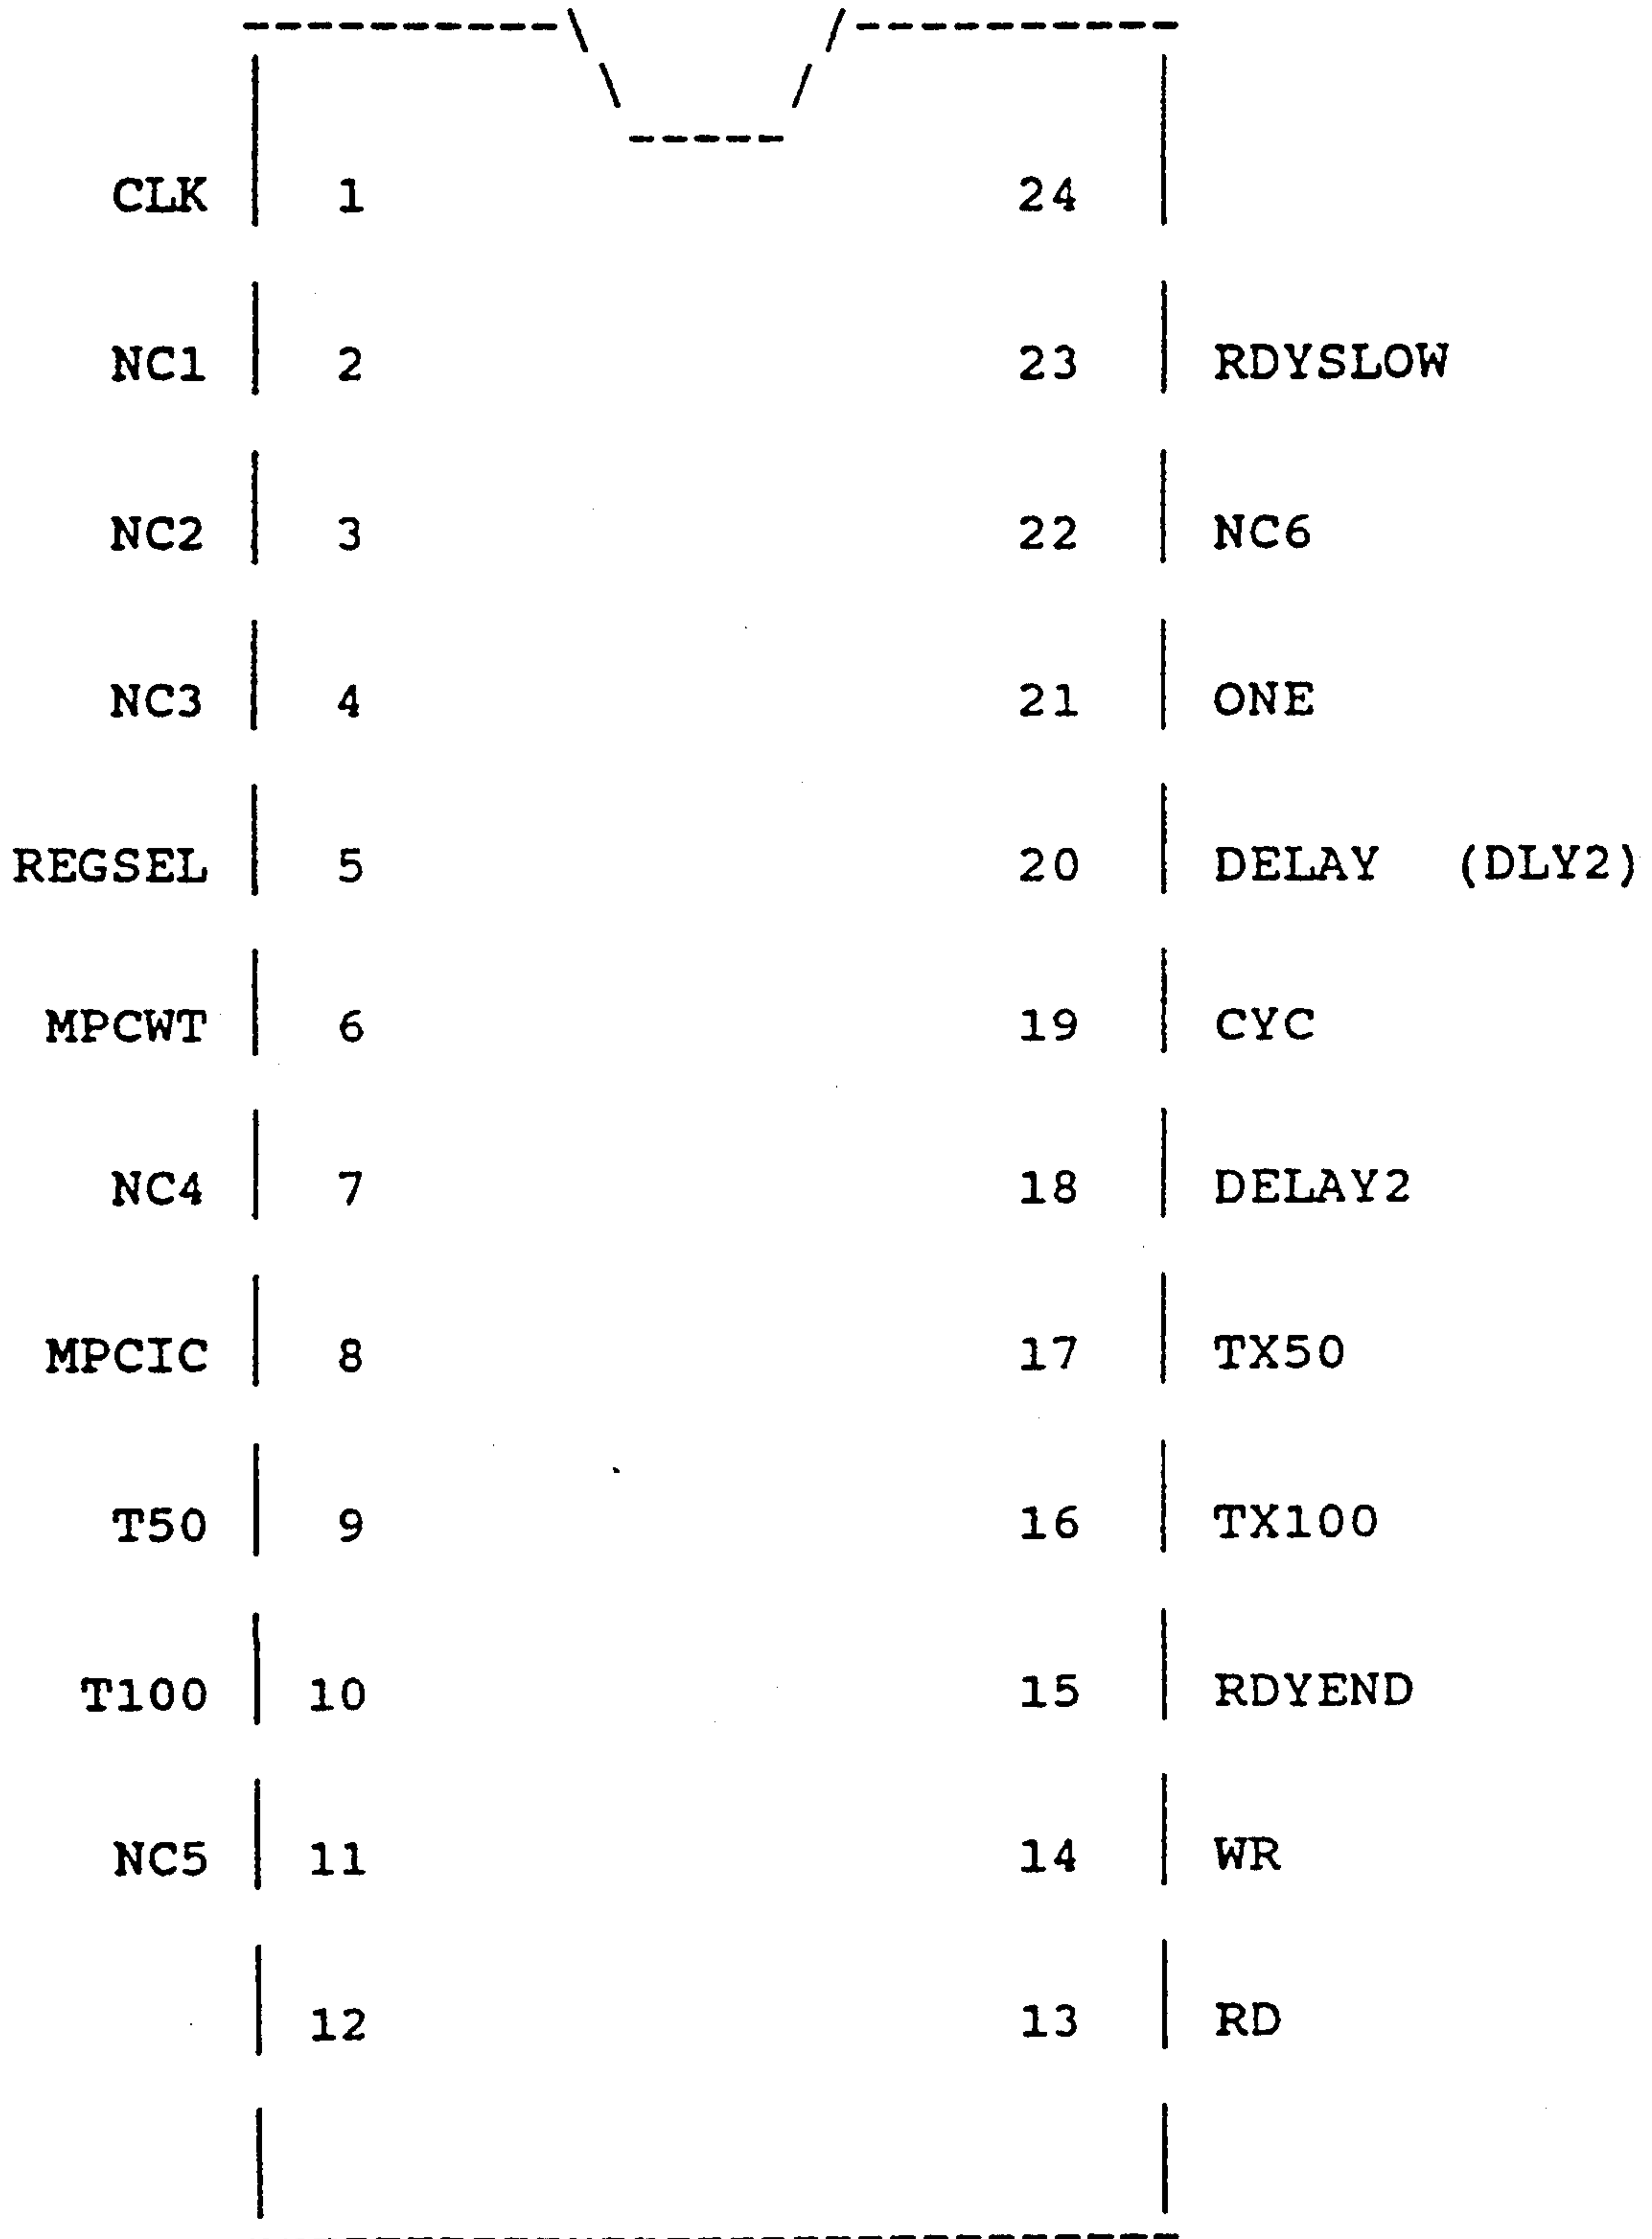 CLK 1 24
NC1 2 23 RDYSLOW
NC2 3 22 NC6
NC3 4 21 ONE
REGSEL 5 20 DELAY (DLY2)
MPCWT 6 19 CYC
NC4 7 18 DELAY2
MPCIC 8 17 TX50
T50 9 16 TX100
T100 10 15 RDYEND
NC5 11 14 WR
12 13 RD